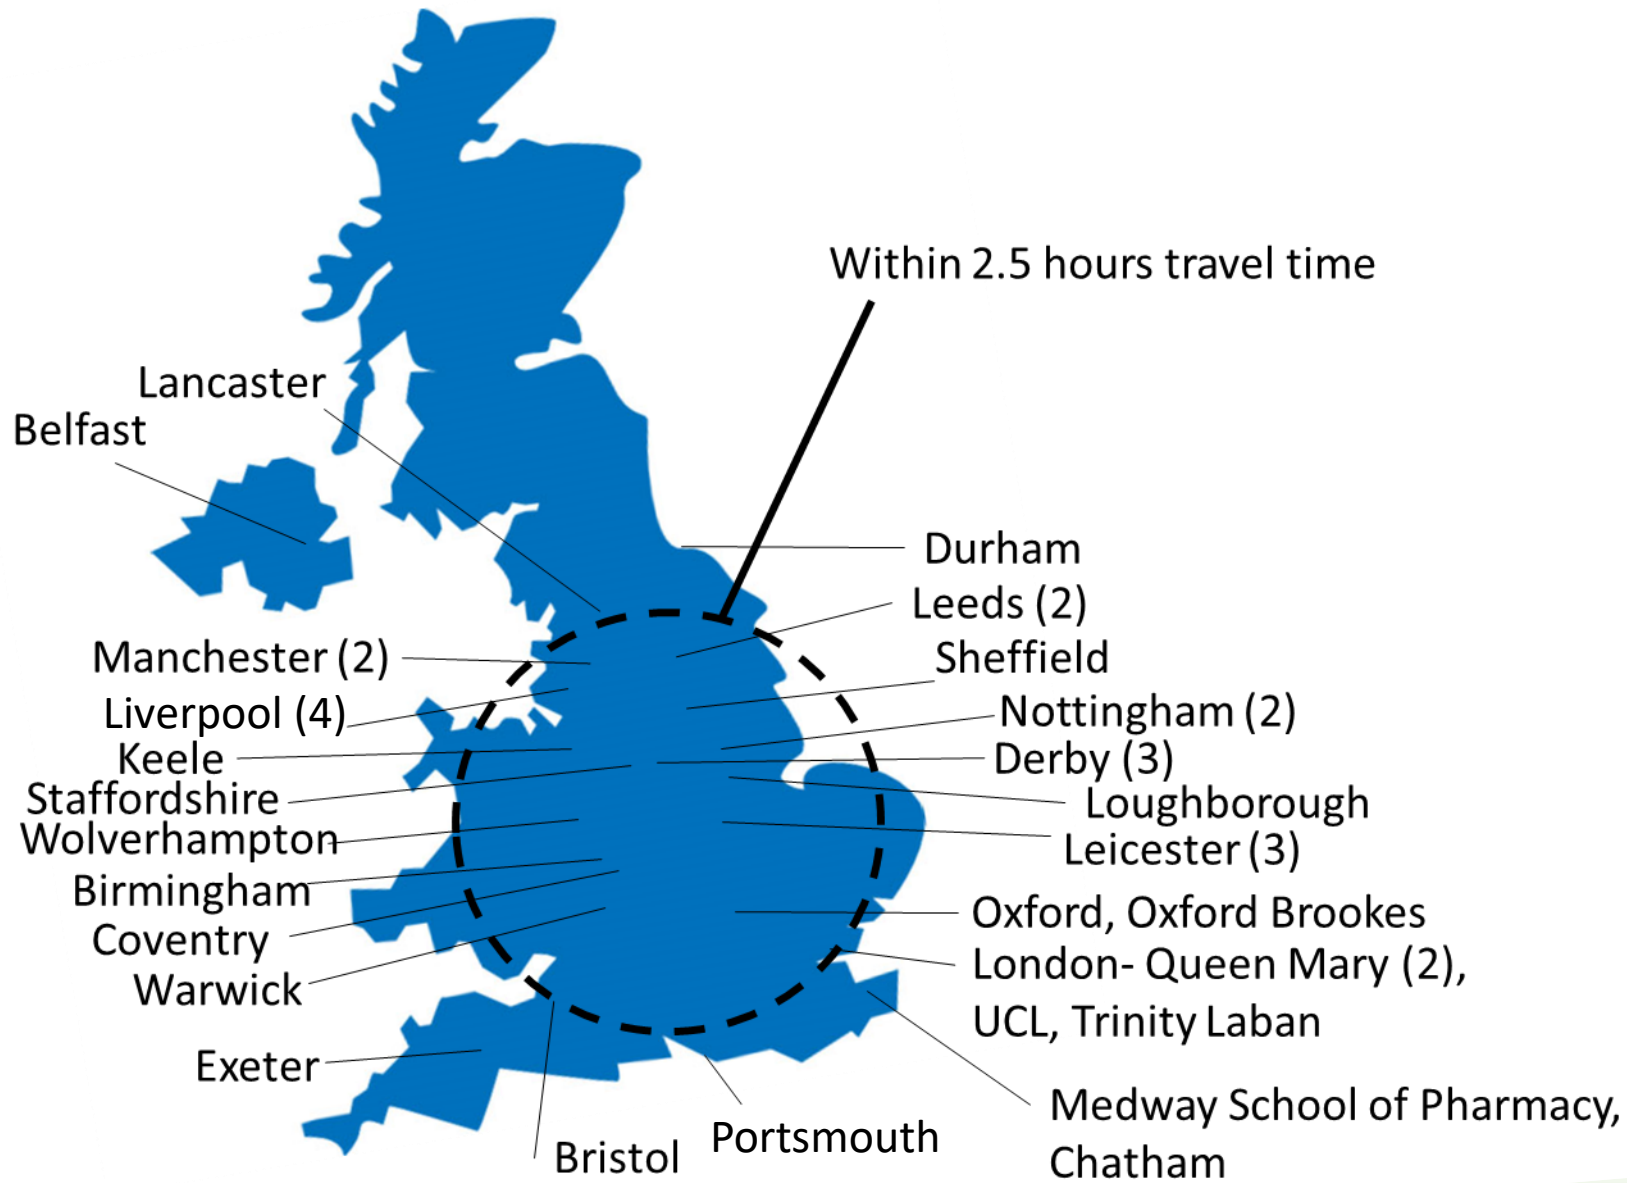 Within 2.5 hours travel time
Lancaster
Belfast
Durham
Leeds (2)
Manchester (2)
Sheffield
Liverpool (4)
Nottingham (2)
Keele
Derby (3)
Staffordshire
Loughborough
Wolverhampton
Leicester (3)
Birmingham
Oxford, Oxford Brookes
Coventry
London- Queen Mary (2),
UCL, Trinity Laban
Warwick
Exeter
Medway School of Pharmacy,
Chatham
Portsmouth
Bristol